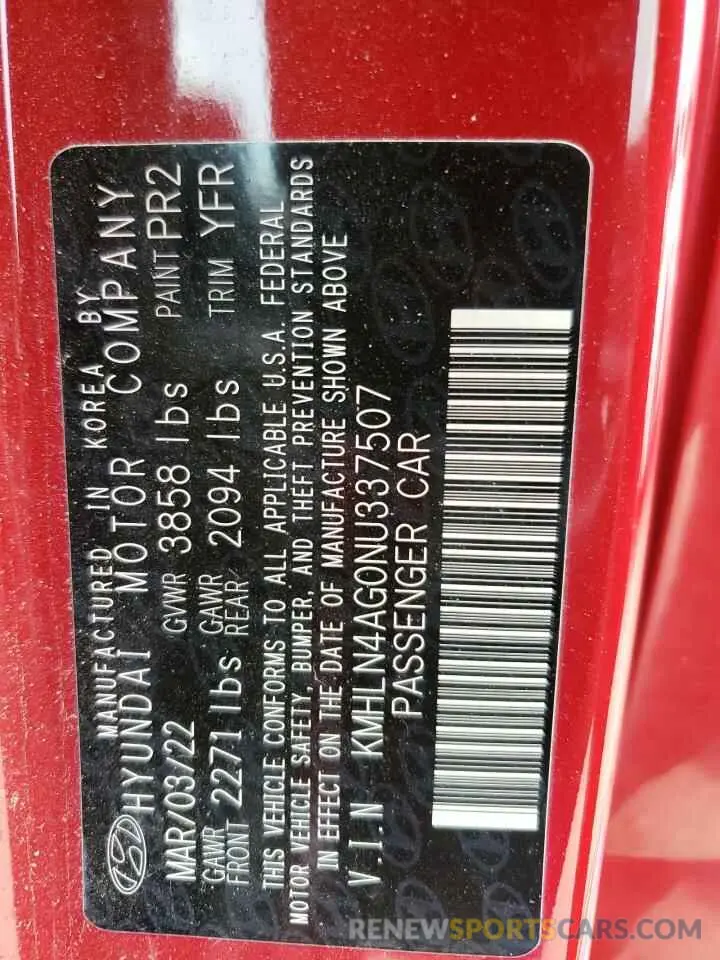 MANUFACTURED IN KOREA BY
HYUNDAI MOTOR COMPANY
MAR/03/22 GVWR 3858 lbs PAINT PR2
GAWR FRONT 2271 lbs GAWR REAR 2094 lbs TRIM YFR
THIS VEHICLE CONFORMS TO ALL APPLICABLE U.S.A. FEDERAL
MOTOR VEHICLE SAFETY, BUMPER, AND THEFT PREVENTION STANDARDS
IN EFFECT ON THE DATE OF MANUFACTURE SHOWN ABOVE
V.I.N KMHLN4AG0NU337507
PASSENGER CAR
RENEWSPORTSCARS.COM